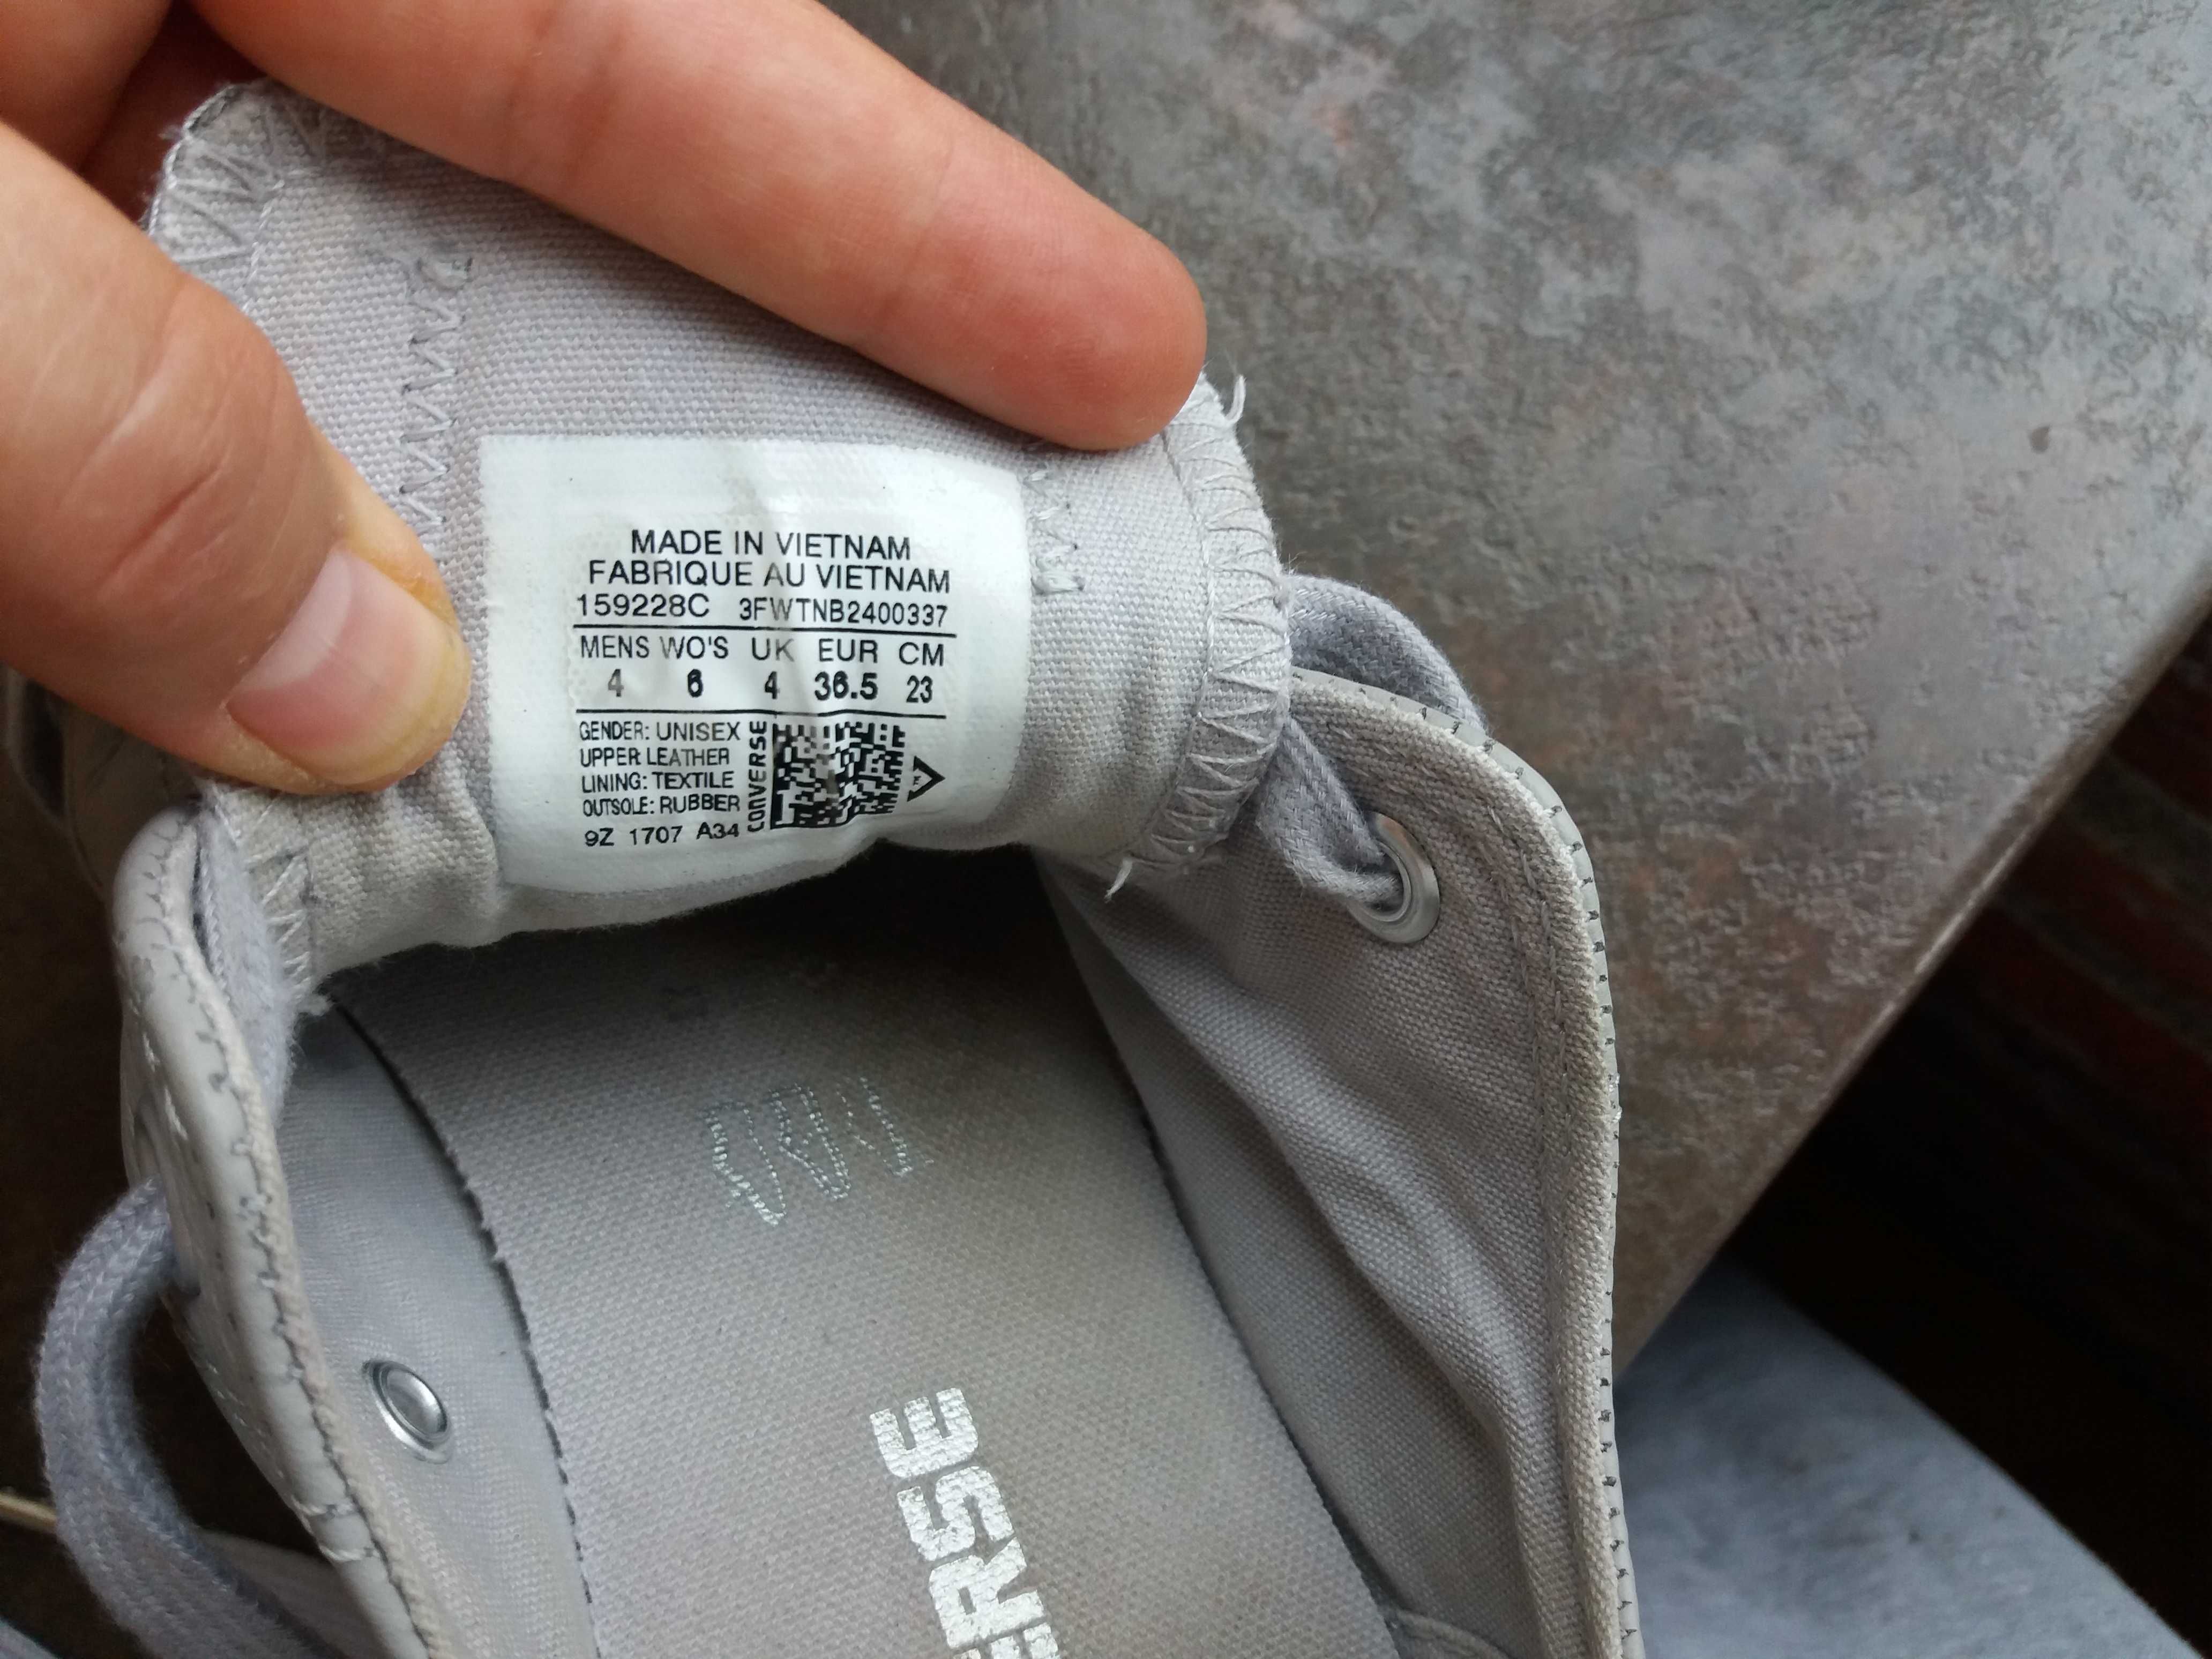 MADE IN VIETNAM
FABRIQUE AU VIETNAM
159228C 3FWTNB2400337
MENS WO'S UK EUR CM
4 6 4 36.5 23
GENDER: UNISEX
UPPER: LEATHER
LINING: TEXTILE
OUTSOLE: RUBBER
9Z 1707 A34
CONVERSE
ERSE